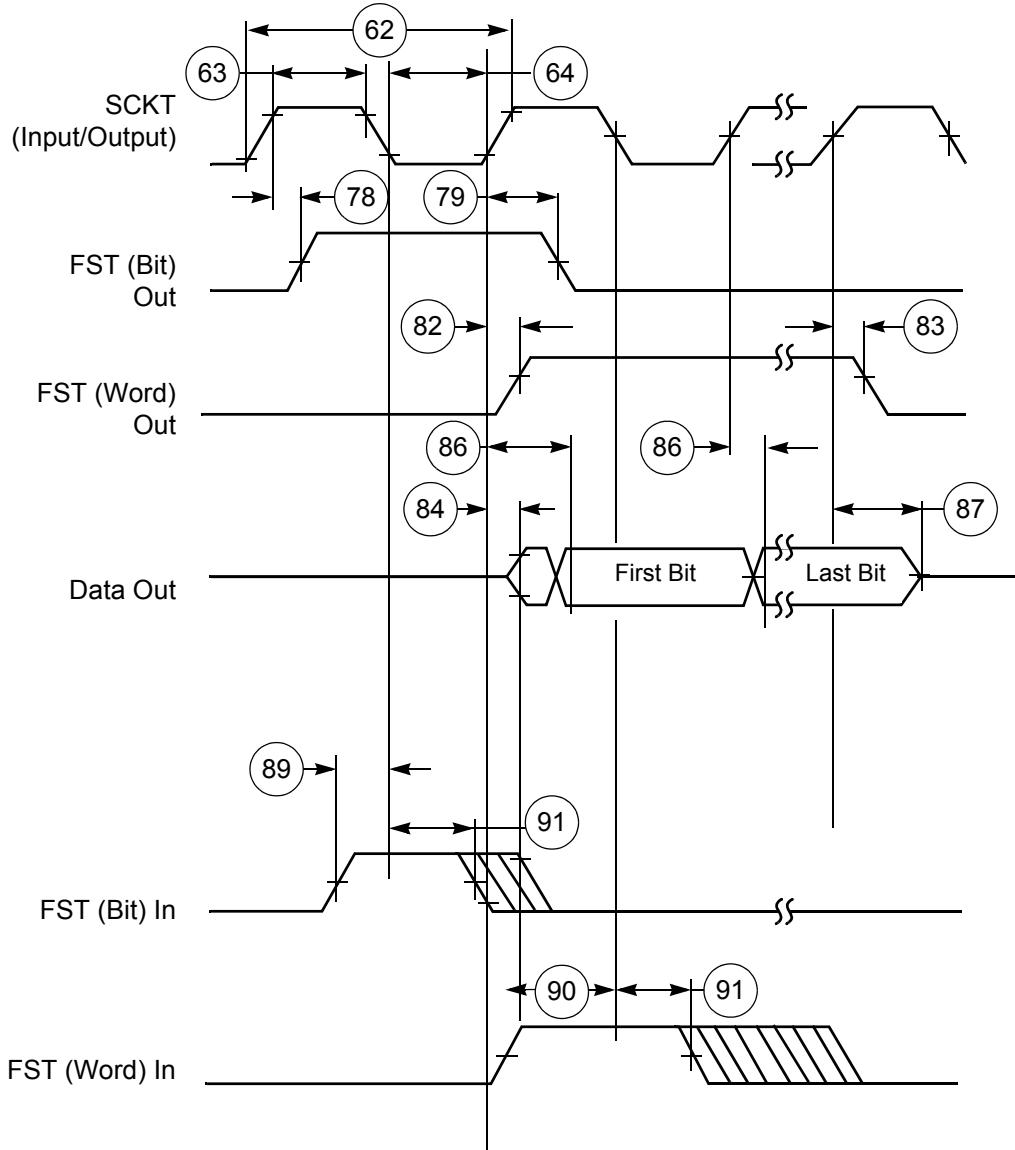 62
63
64
SCKT
(Input/Output)
78
79
FST (Bit)
Out
82
83
FST (Word)
Out
86
86
84
87
Data Out
First Bit
Last Bit
89
91
FST (Bit) In
90
91
FST (Word) In